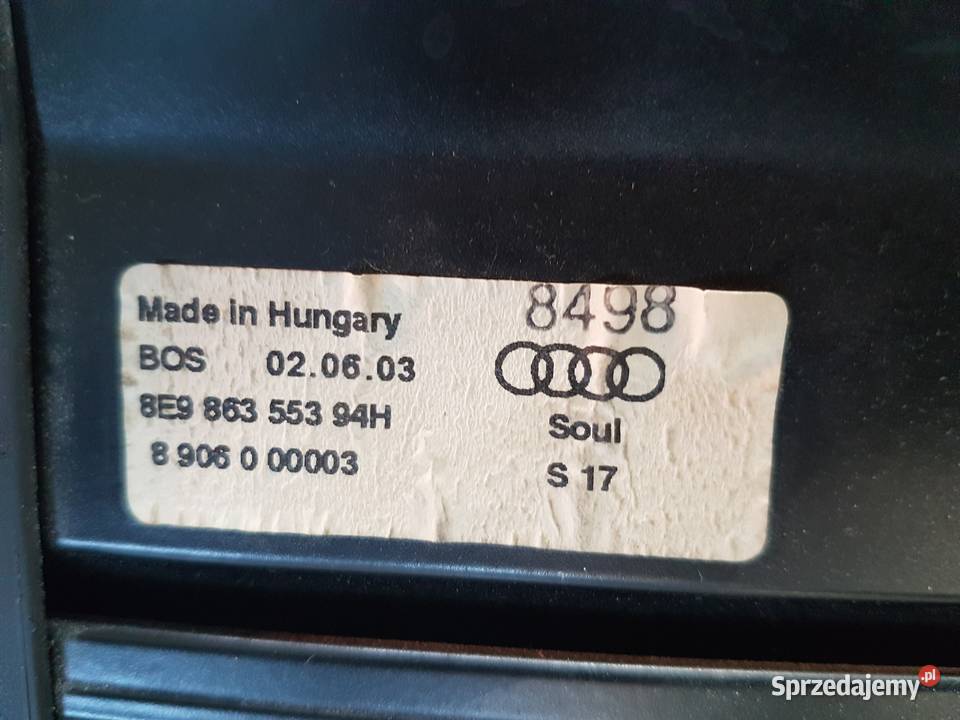 Made in Hungary
8498
BOS 02.06.03
8E9 863 553 94H
Soul
8 906 0 00003
S 17
Sprzedajemy.pl